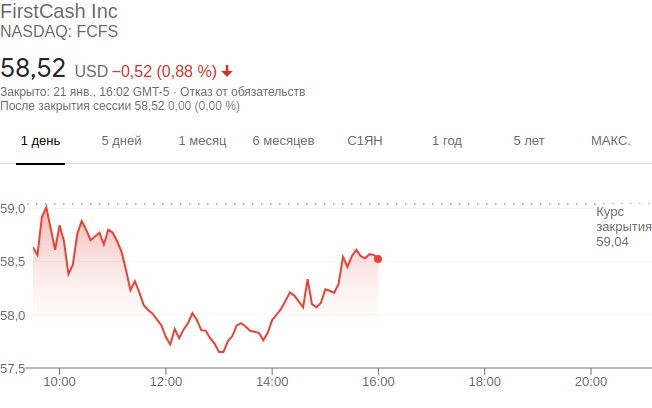 FirstCash Inc
NASDAQ: FCFS
58,52 USD −0,52 (0,88 %)
Закрыто: 21 янв., 16:02 GMT-5 · Отказ от обязательств
После закрытия сессии 58,52 0,00 (0,00 %)
1 день 5 дней 1 месяц 6 месяцев С1ЯН 1 год 5 лет МАКС.
59,0
58,5
58,0
57,5
Курс
закрытия
59,04
10:00 12:00 14:00 16:00 18:00 20:00